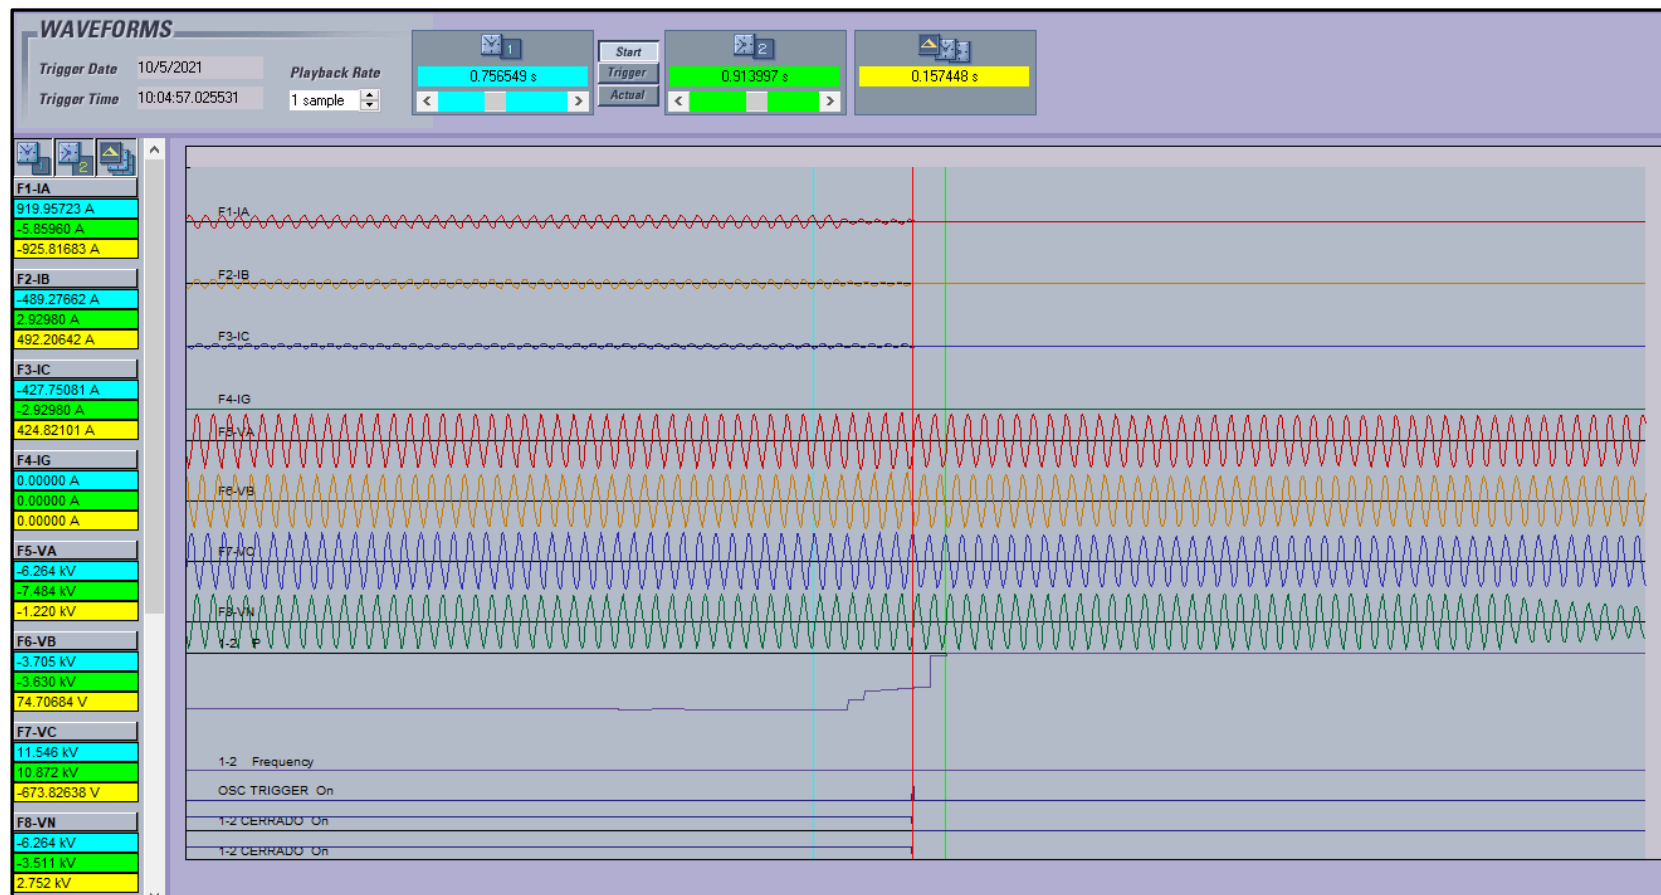 WAVEFORMS
Trigger Date 10/5/2021
Trigger Time 10:04:57.025531
Playback Rate
1 sample
1
0.756549 s
Start
Trigger
Actual
2
0.913997 s
0.157448 s
1
2
F1-IA
919.95723 A
-5.85960 A
-925.81683 A
F2-IB
-489.27662 A
2.92980 A
492.20642 A
F3-IC
-427.75081 A
-2.92980 A
424.82101 A
F4-IG
0.00000 A
0.00000 A
0.00000 A
F5-VA
-6.264 kV
-7.484 kV
-1.220 kV
F6-VB
-3.705 kV
-3.630 kV
74.70684 V
F7-VC
11.546 kV
10.872 kV
-673.82638 V
F8-VN
-6.264 kV
-3.511 kV
2.752 kV
F1-IA
F2-IB
F3-IC
F4-IG
F5-VA
F6-VB
F7-VC
F8-VN
1-2 P
1-2 Frequency
OSC TRIGGER On
1-2 CERRADO On
1-2 CERRADO On